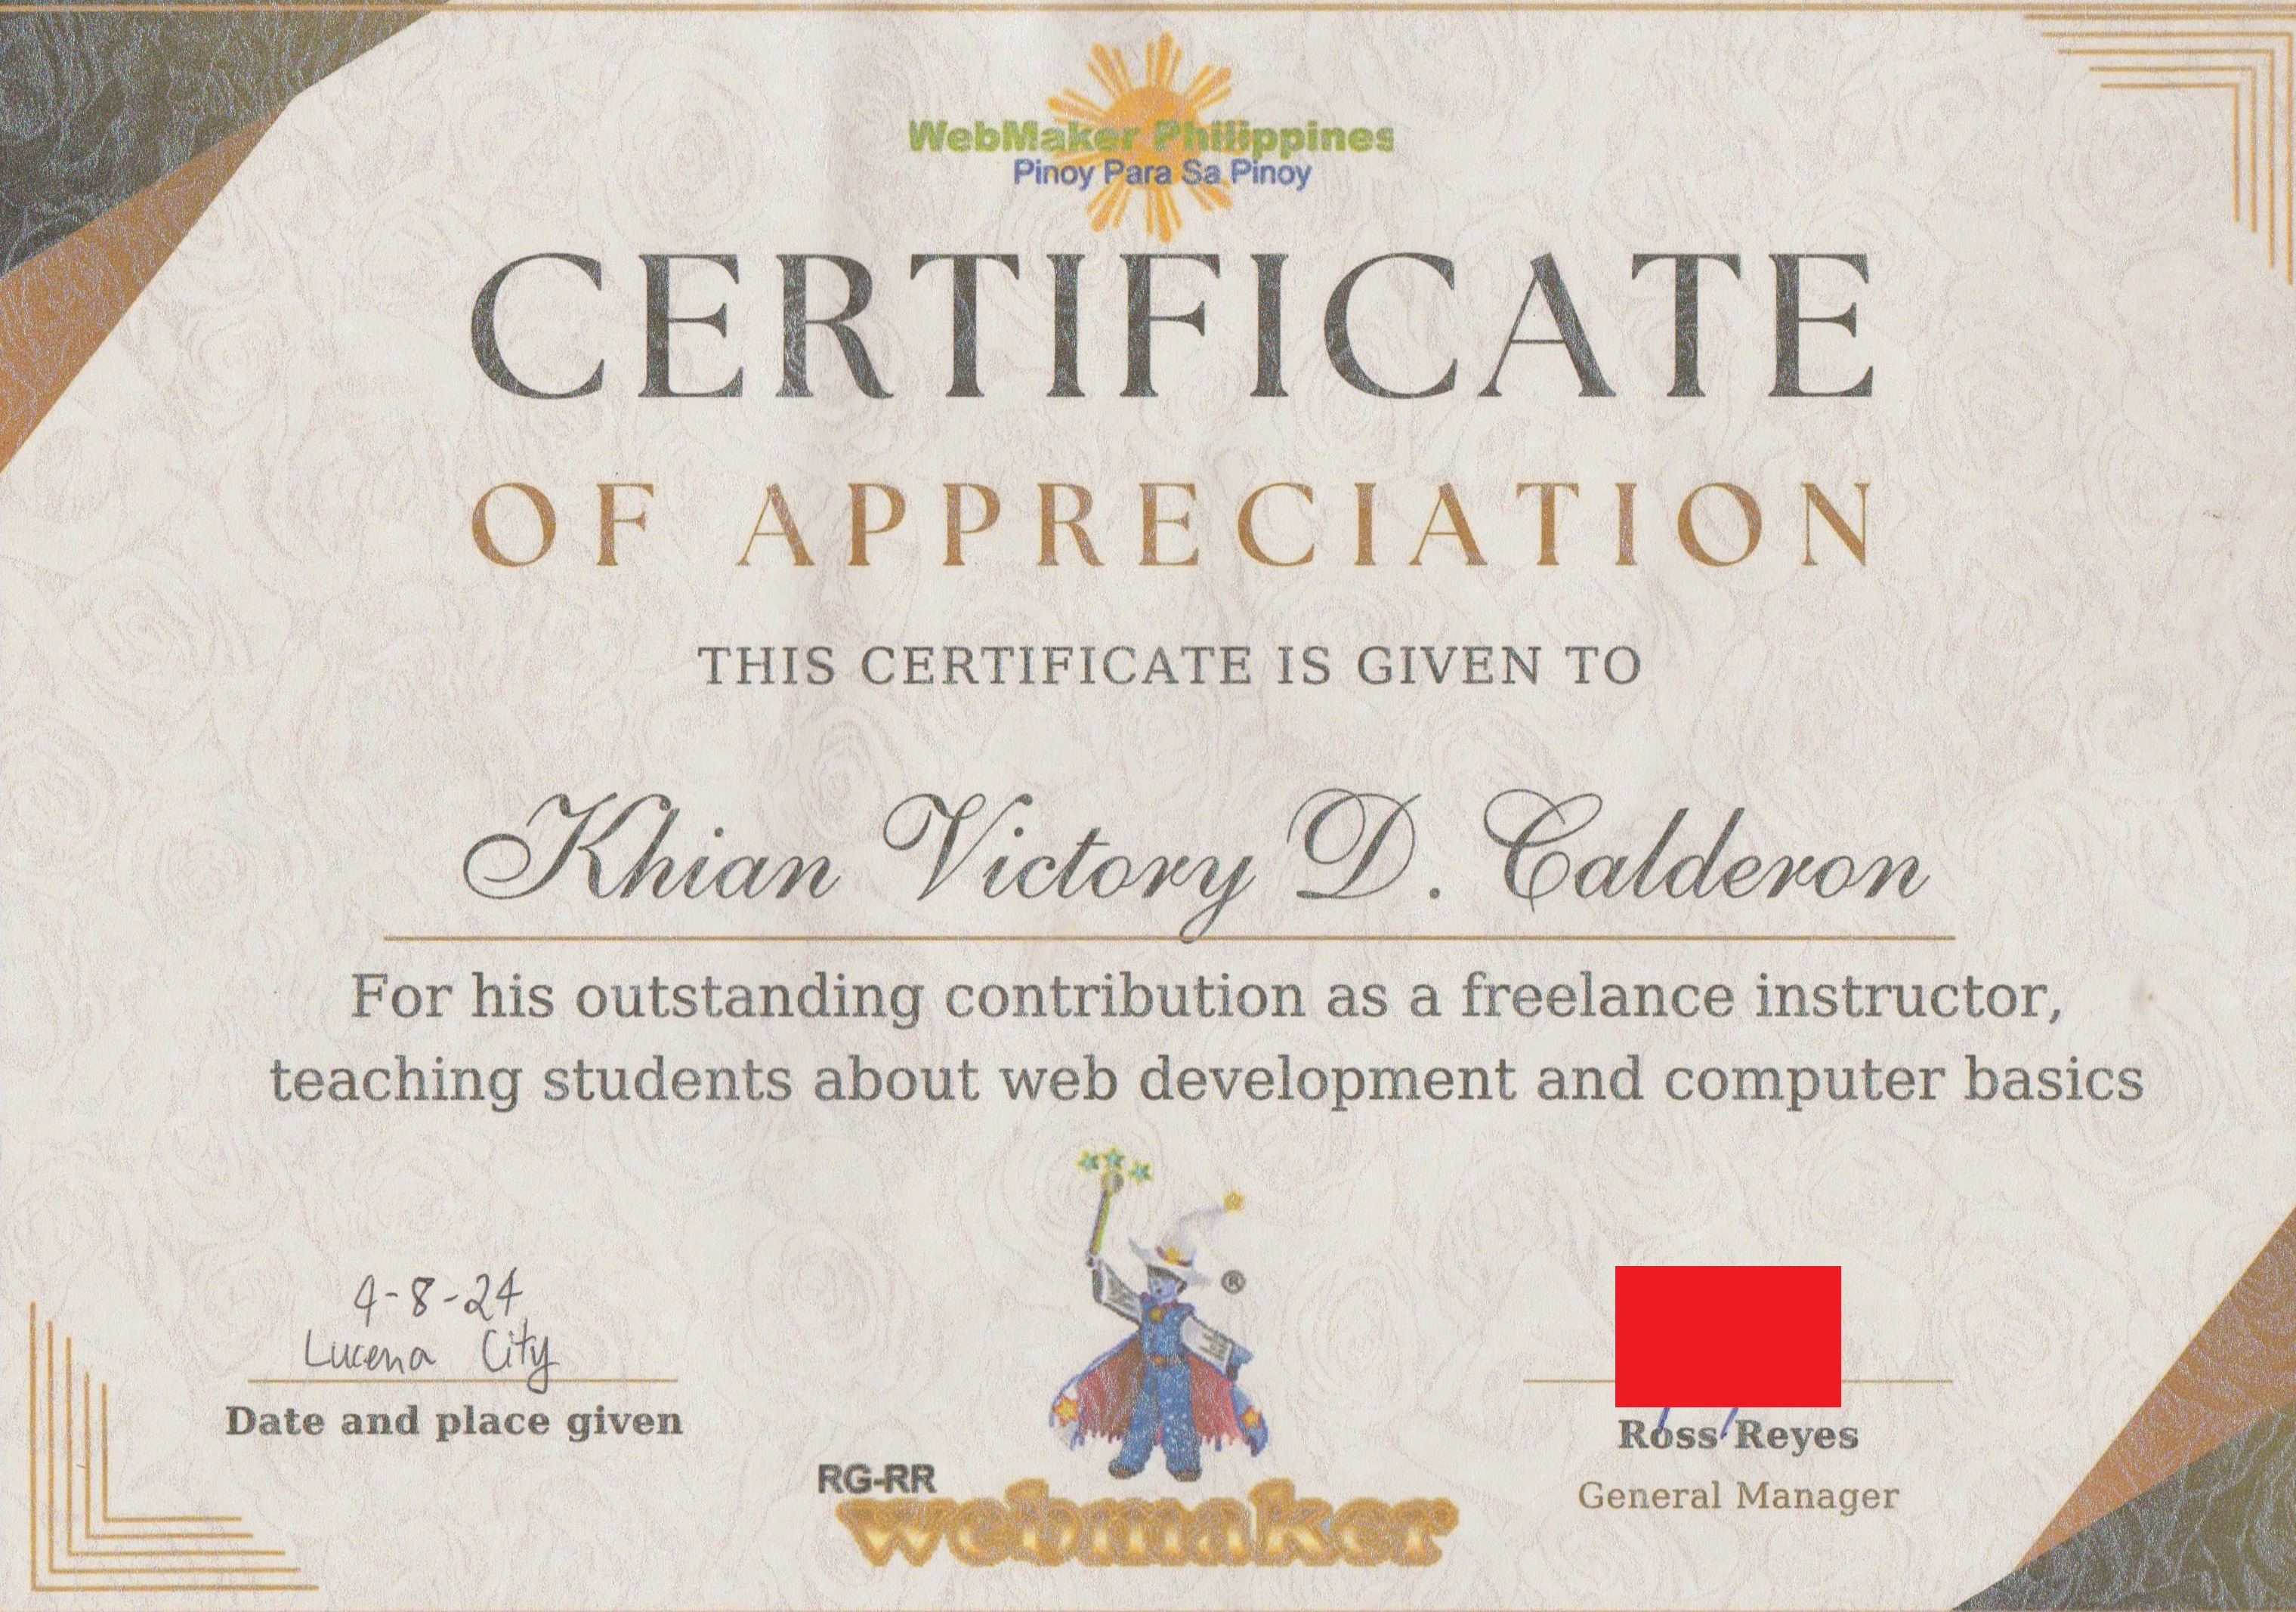 WebMaker Philippines
Pinoy Para Sa Pinoy
CERTIFICATE
OF APPRECIATION
THIS CERTIFICATE IS GIVEN TO
Khian Victory D. Calderon
For his outstanding contribution as a freelance instructor,
teaching students about web development and computer basics
4-8-24
Lucena City
Date and place given
®
RG-RR
webmaker
Ross Reyes
General Manager